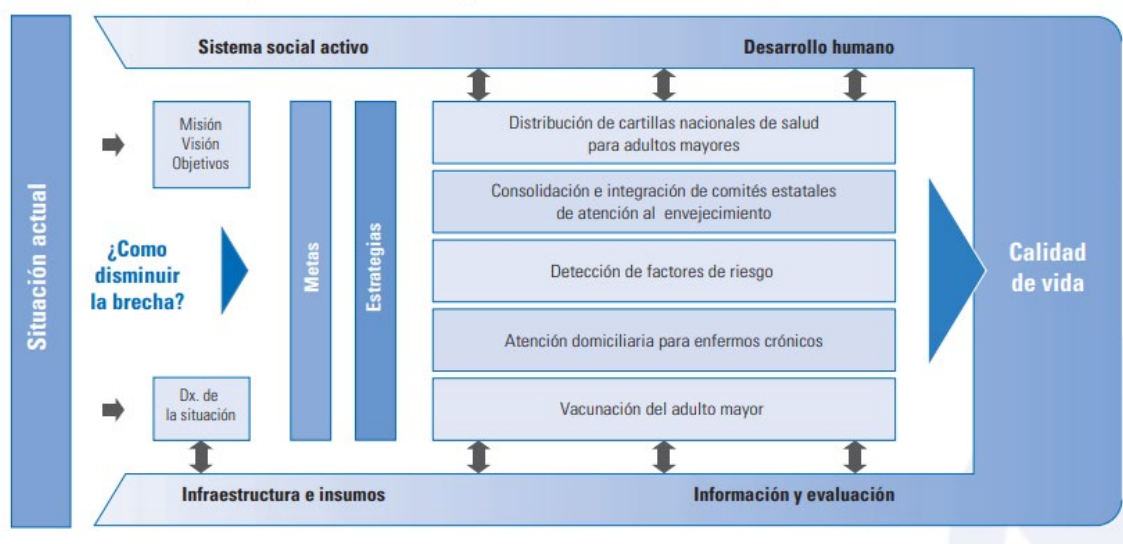 Situación actual
Sistema social activo
Desarrollo humano
Misión
Visión
Objetivos
¿Como
disminuir
la brecha?
Dx. de
la situación
Metas
Estrategias
Distribución de cartillas nacionales de salud
para adultos mayores
Consolidación e integración de comités estatales
de atención al envejecimiento
Detección de factores de riesgo
Atención domiciliaria para enfermos crónicos
Vacunación del adulto mayor
Calidad
de vida
Infraestructura e insumos
Información y evaluación